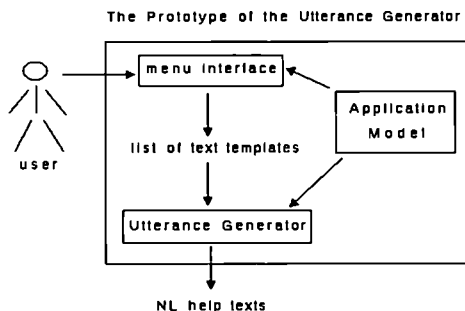 The Prototype of the Utterance Generator
menu interface
Application
Model
user
list of text templates
Utterance Generator
NL help texts